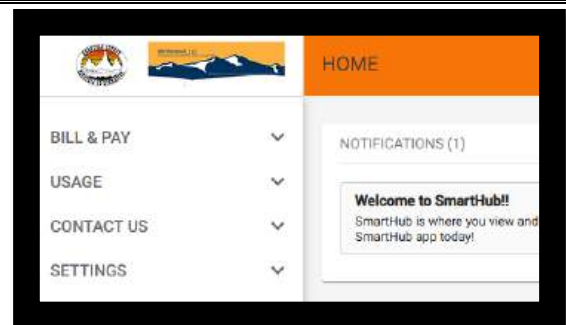 HOME
BILL & PAY
USAGE
CONTACT US
SETTINGS
NOTIFICATIONS (1)
Welcome to SmartHub!!
SmartHub is where you view and
SmartHub app today!